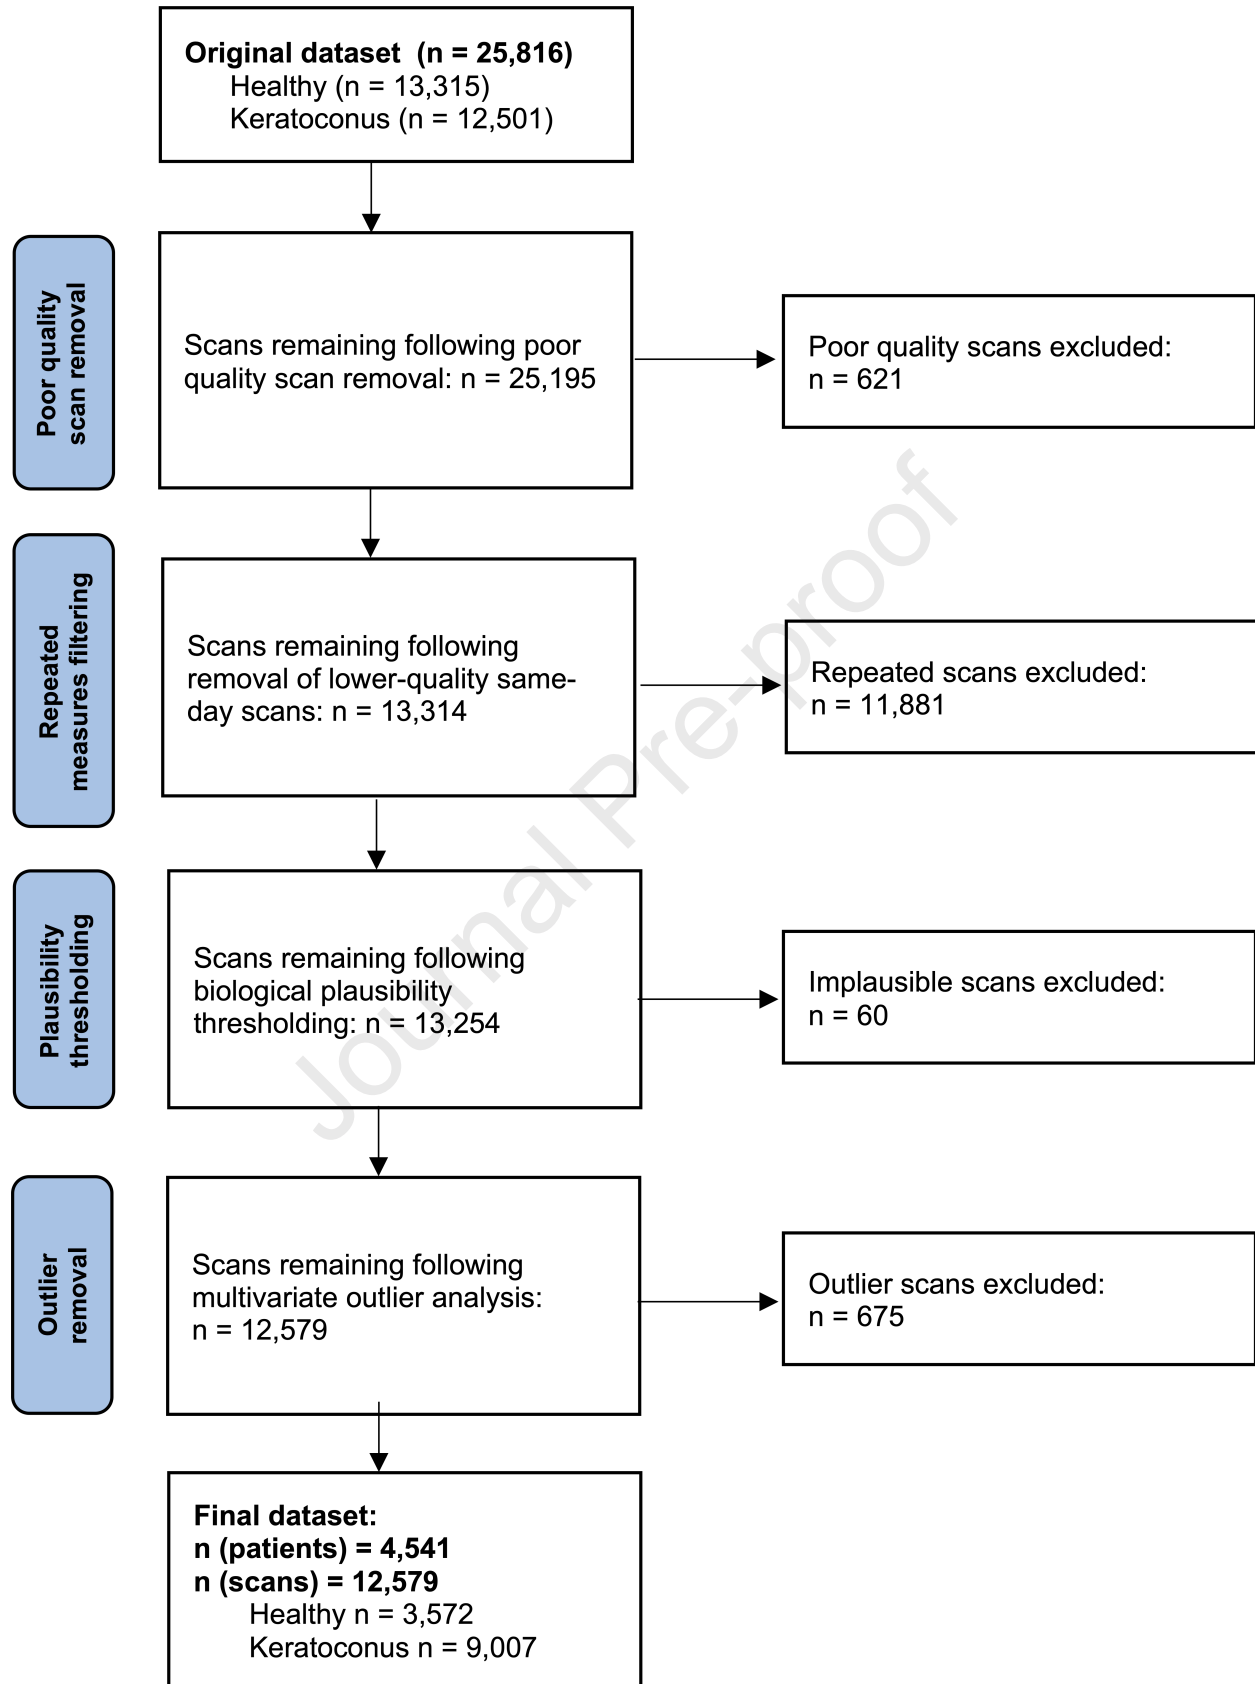 Original dataset (n = 25,816)
Healthy (n = 13,315)
Keratoconus (n = 12,501)
Poor quality
scan removal
Scans remaining following poor
quality scan removal: n = 25,195
Poor quality scans excluded:
n = 621
Repeated
measures filtering
Scans remaining following
removal of lower-quality same-
day scans: n = 13,314
Repeated scans excluded:
n = 11,881
Plausibility
thresholding
Scans remaining following
biological plausibility
thresholding: n = 13,254
Implausible scans excluded:
n = 60
Outlier
removal
Scans remaining following
multivariate outlier analysis:
n = 12,579
Outlier scans excluded:
n = 675
Final dataset:
n (patients) = 4,541
n (scans) = 12,579
Healthy n = 3,572
Keratoconus n = 9,007
Journal Pre-proof